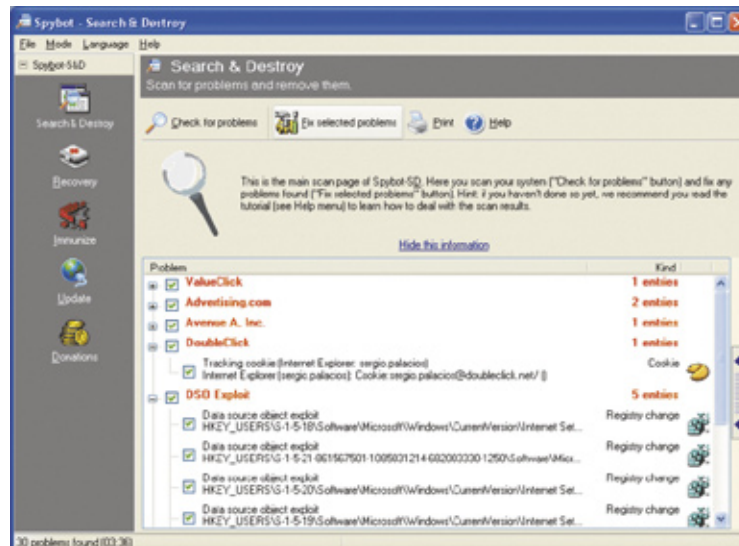 Spybot - Search & Destroy
File Mode Language Help
Spybot-S&D
Search & Destroy
Scan for problems and remove them.
Search & Destroy
Recovery
Immunize
Update
Donations
Check for problems
Fix selected problems
Print
Help
This is the main scan page of Spybot-SD. Here you scan your system ("Check for problems" button) and fix any
problems found ("Fix selected problems" button). Hint: if you haven't done so yet, we recommend you read the
tutorial (see Help menu) to learn how to deal with the scan results.
Hide this information
Problem Kind
ValueClick 1 entries
Advertising.com 2 entries
Avenue A, Inc. 1 entries
DoubleClick 1 entries
Tracking cookie (Internet Explorer: sergio.palacios) Cookie
Internet Explorer (sergio.palacios): Cookie:sergio.palacios@doubleclick.net/ ()
DSO Exploit 5 entries
Data source object exploit Registry change
HKEY_USERS\S-1-5-18\Software\Microsoft\Windows\CurrentVersion\Internet Set...
Data source object exploit Registry change
Data source object exploit Registry change
HKEY_USERS\S-1-5-20\Software\Microsoft\Windows\CurrentVersion\Internet Set...
Data source object exploit Registry change
HKEY_USERS\S-1-5-19\Software\Microsoft\Windows\CurrentVersion\Internet Set...
30 problems found (03:36)